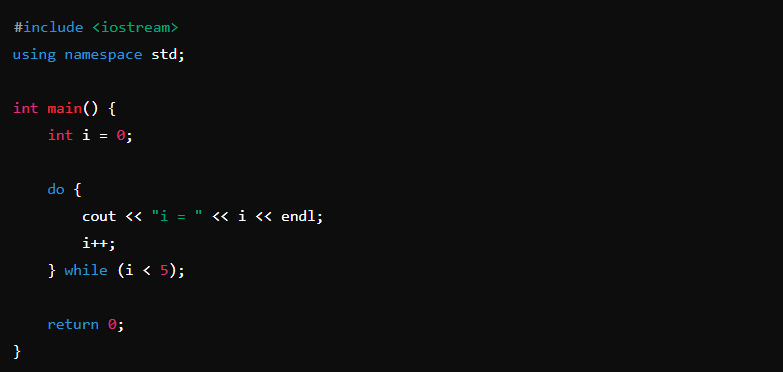 #include <iostream>
using namespace std;
int main() {
    int i = 0;
    do {
        cout << "i = " << i << endl;
        i++;
    } while (i < 5);
    return 0;
}